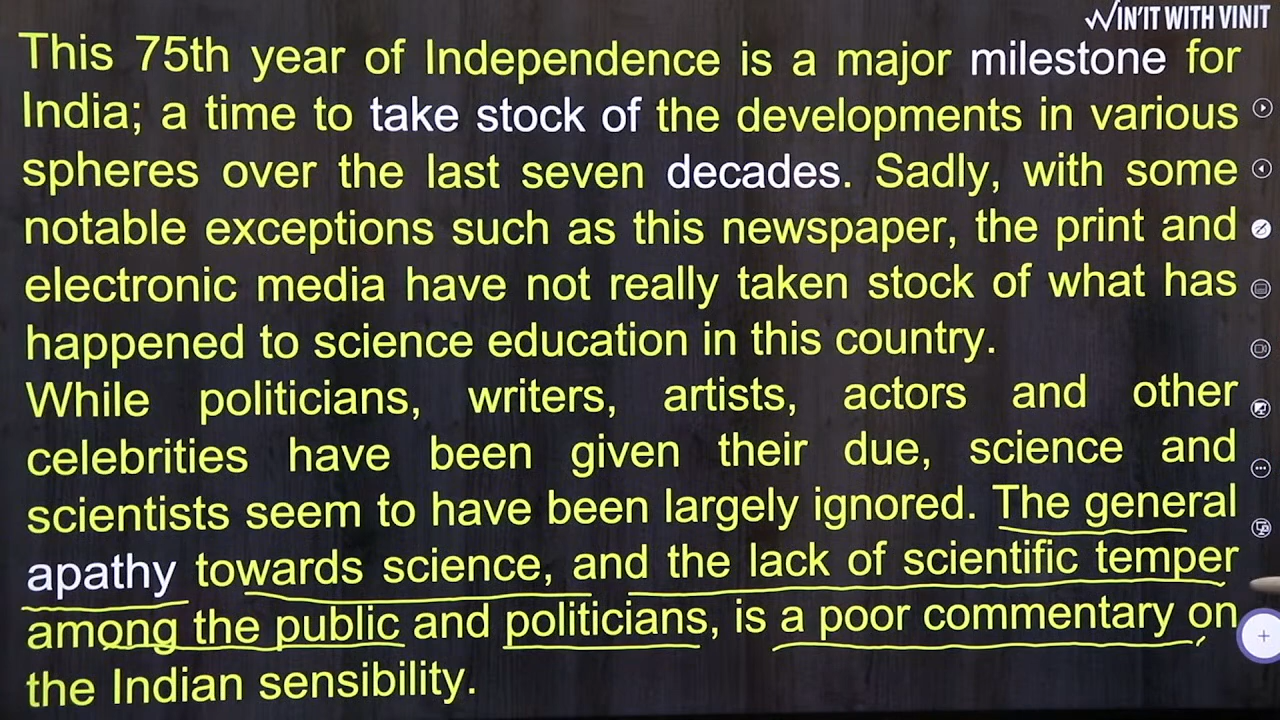 WIN'IT WITH VINIT
This 75th year of Independence is a major milestone for
India; a time to take stock of the developments in various
spheres over the last seven decades. Sadly, with some
notable exceptions such as this newspaper, the print and
electronic media have not really taken stock of what has
happened to science education in this country.
While politicians, writers, artists, actors and other
celebrities have been given their due, science and
scientists seem to have been largely ignored. The general
apathy towards science, and the lack of scientific temper
among the public and politicians, is a poor commentary on
the Indian sensibility.